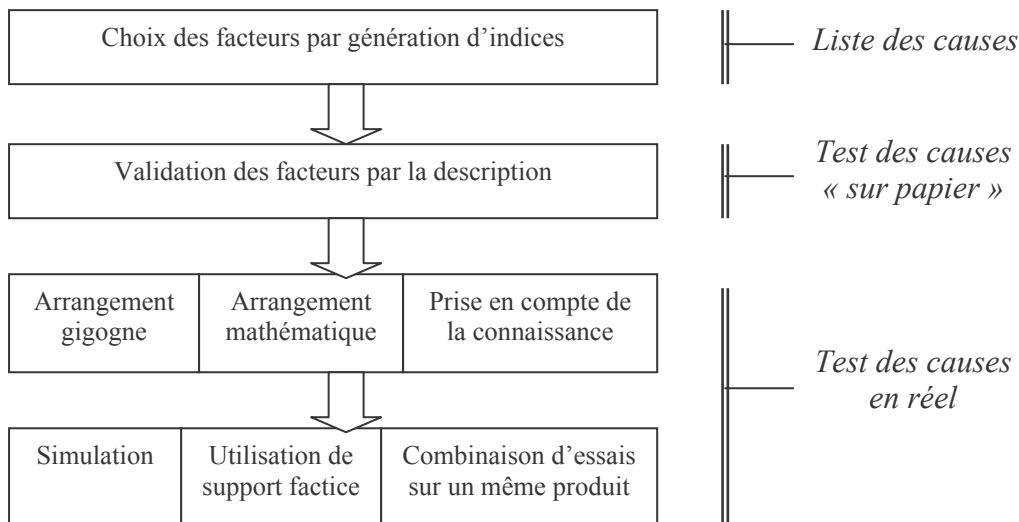 Choix des facteurs par génération d’indices
Liste des causes
Validation des facteurs par la description
Test des causes
« sur papier »
Arrangement
gigogne
Arrangement
mathématique
Prise en compte de
la connaissance
Test des causes
en réel
Simulation
Utilisation de
support factice
Combinaison d’essais
sur un même produit